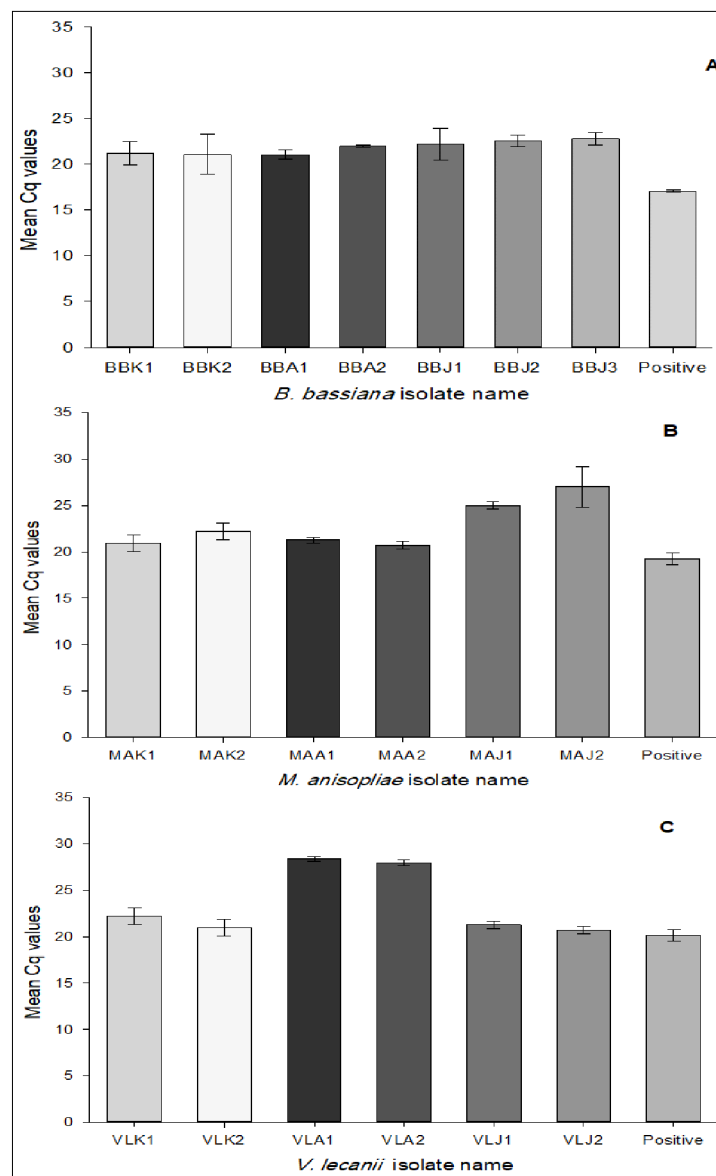 A
35
30
25
20
15
10
5
0
Mean Cq values
BBK1 BBK2 BBA1 BBA2 BBJ1 BBJ2 BBJ3 Positive
B. bassiana isolate name
B
35
30
25
20
15
10
5
0
Mean Cq values
MAK1 MAK2 MAA1 MAA2 MAJ1 MAJ2 Positive
M. anisopliae isolate name
C
35
30
25
20
15
10
5
0
Mean Cq values
VLK1 VLK2 VLA1 VLA2 VLJ1 VLJ2 Positive
V. lecanii isolate name